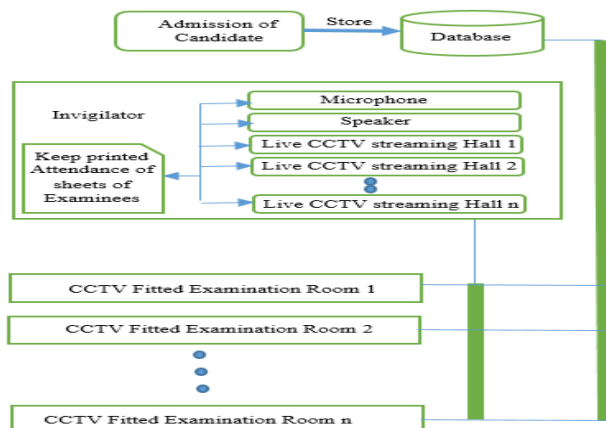 Admission of
Candidate
Store
Database
Invigilator
Microphone
Speaker
Live CCTV streaming Hall 1
Live CCTV streaming Hall 2
Live CCTV streaming Hall n
Keep printed
Attendance of
sheets of
Examinees
CCTV Fitted Examination Room 1
CCTV Fitted Examination Room 2
CCTV Fitted Examination Room n